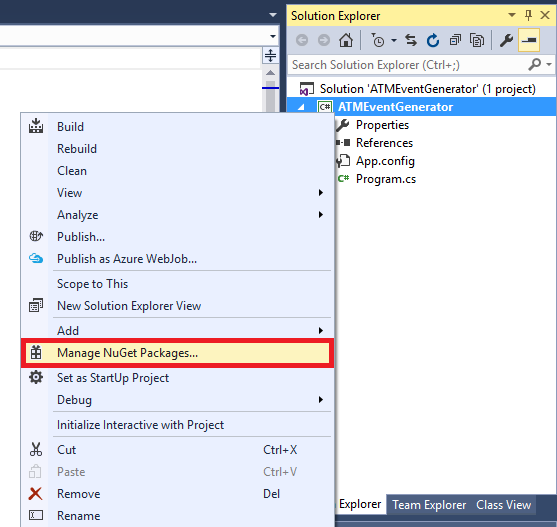 Solution Explorer
Search Solution Explorer (Ctrl+;)
Solution 'ATMEventGenerator' (1 project)
C# ATMEventGenerator
Properties
References
App.config
C# Program.cs
Build
Rebuild
Clean
View
Analyze
Publish...
Publish as Azure WebJob...
Scope to This
New Solution Explorer View
Add
Manage NuGet Packages...
Set as StartUp Project
Debug
Initialize Interactive with Project
Cut Ctrl+X
Paste Ctrl+V
Remove Del
Rename
Explorer Team Explorer Class View